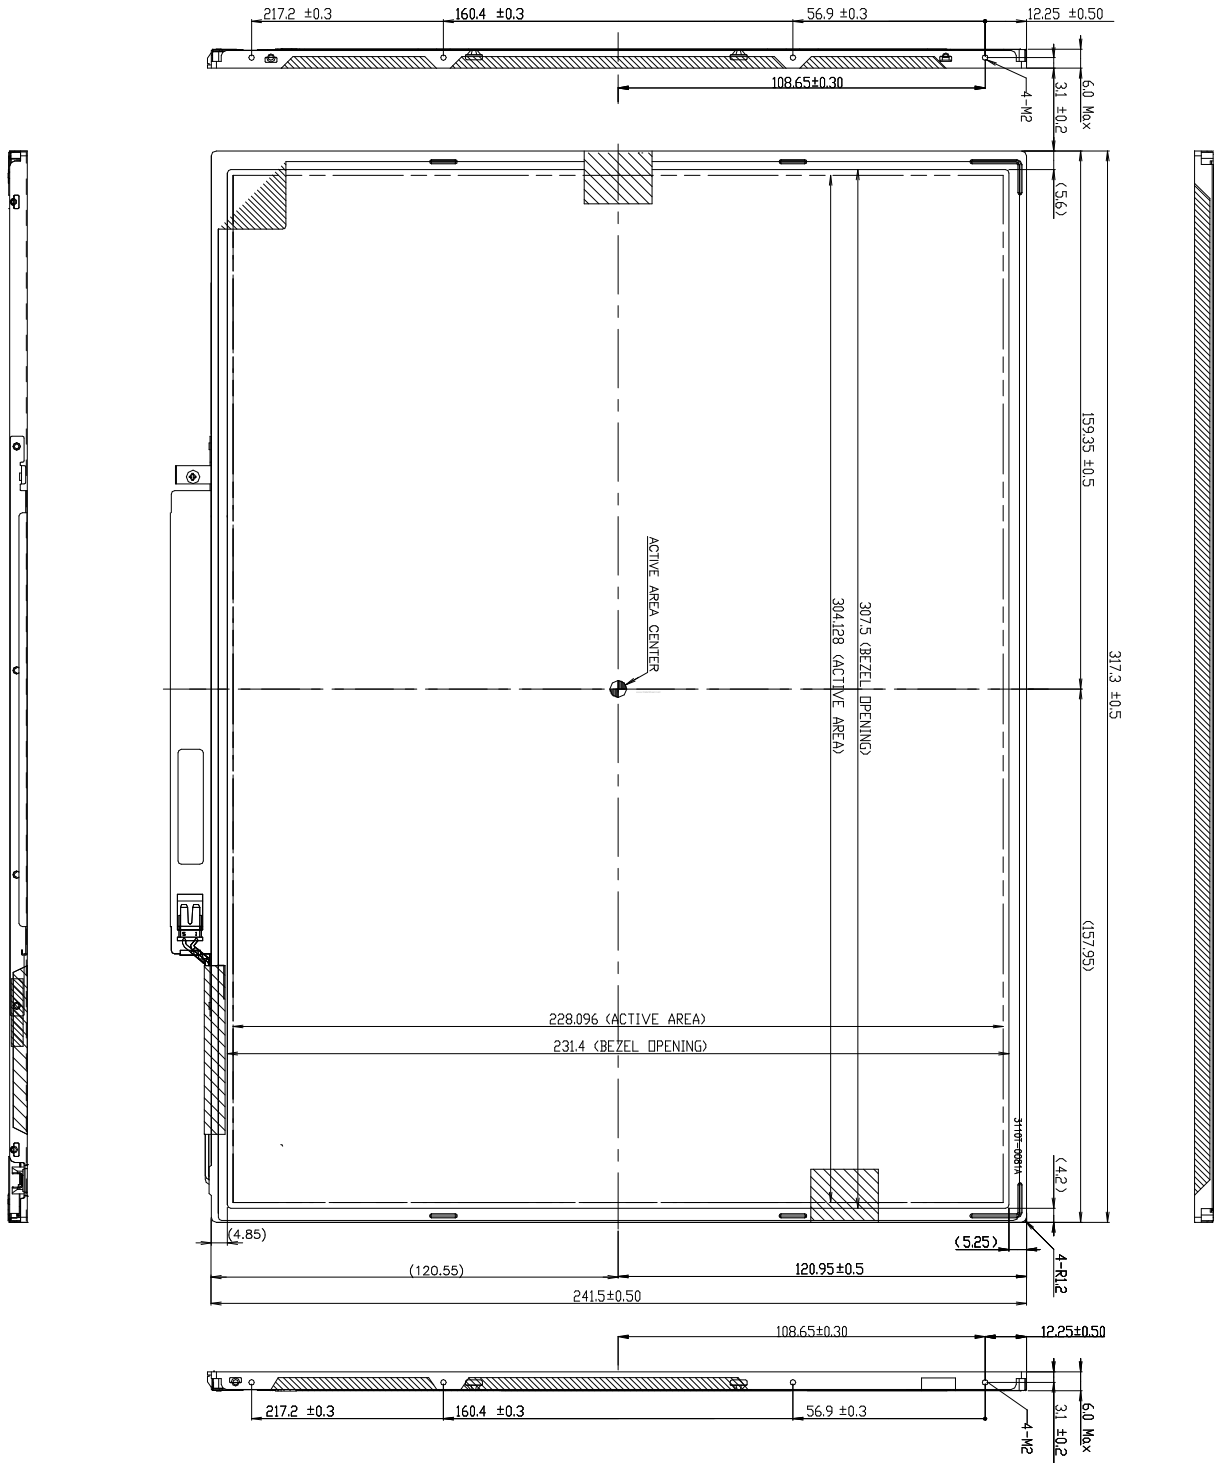 217.2 ±0.3
160.4 ±0.3
56.9 ±0.3
12.25 ±0.50
108.65±0.30
4-M2
3.1 ±0.2
6.0 Max
(5.6)
159.35 ±0.5
317.3 ±0.5
(157.95)
ACTIVE AREA CENTER
304.128 (ACTIVE AREA)
307.5 (BEZEL OPENING)
228.096 (ACTIVE AREA)
231.4 (BEZEL OPENING)
3110T-0081A
(4.2)
(4.85)
(5.25)
4-R1.2
(120.55)
120.95±0.5
241.5±0.50
108.65±0.30
12.25±0.50
217.2 ±0.3
160.4 ±0.3
56.9 ±0.3
4-M2
3.1 ±0.2
6.0 Max